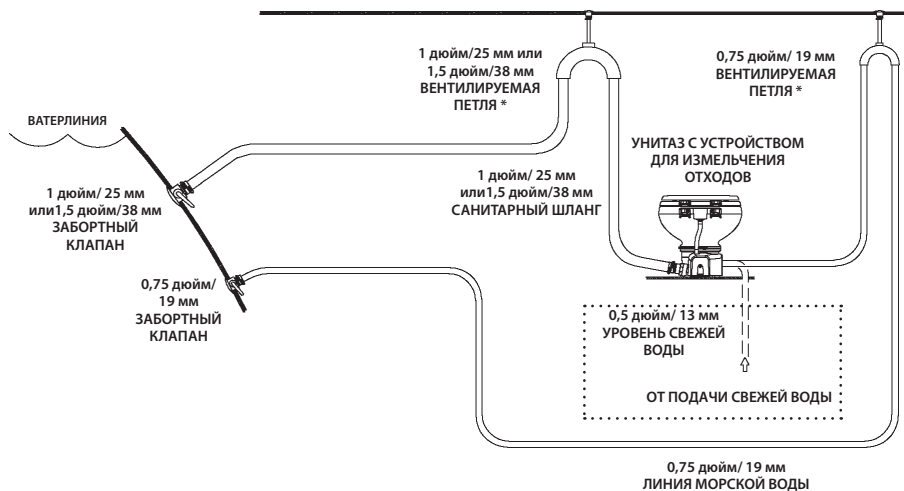 1 дюйм/25 мм или
1,5 дюйм/38 мм
ВЕНТИЛИРУЕМАЯ
ПЕТЛЯ *
0,75 дюйм/ 19 мм
ВЕНТИЛИРУЕМАЯ
ПЕТЛЯ *
ВАТЕРЛИНИЯ
УНИТАЗ С УСТРОЙСТВОМ
ДЛЯ ИЗМЕЛЬЧЕНИЯ
ОТХОДОВ
1 дюйм/ 25 мм
или1,5 дюйм/38 мм
САНИТАРНЫЙ ШЛАНГ
1 дюйм/ 25 мм
или1,5 дюйм/38 мм
ЗАБОРТНЫЙ
КЛАПАН
0,75 дюйм/
19 мм
ЗАБОРТНЫЙ
КЛАПАН
0,5 дюйм/ 13 мм
УРОВЕНЬ СВЕЖЕЙ
ВОДЫ
ОТ ПОДАЧИ СВЕЖЕЙ ВОДЫ
0,75 дюйм/ 19 мм
ЛИНИЯ МОРСКОЙ ВОДЫ